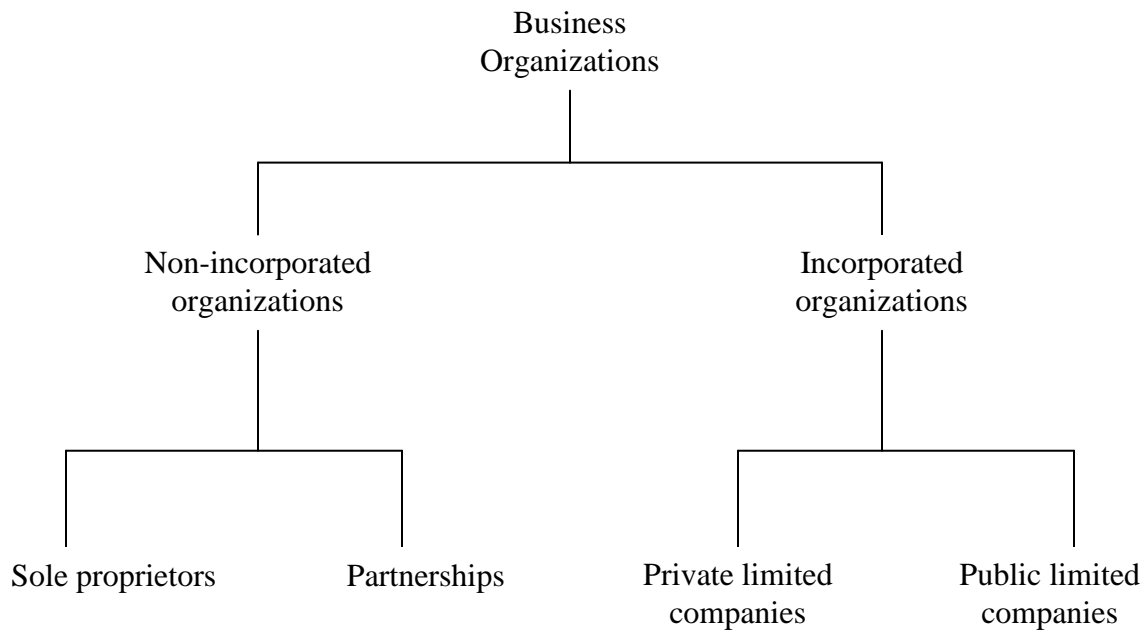 Business
Organizations
Non-incorporated
organizations
Incorporated
organizations
Sole proprietors
Partnerships
Private limited
companies
Public limited
companies